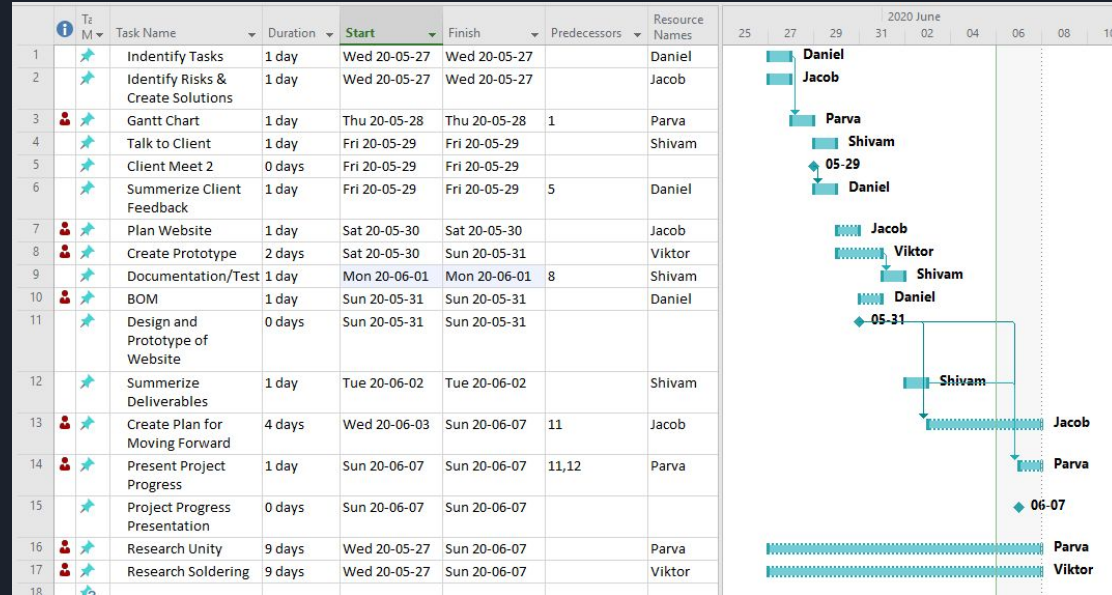 2020 June
Ta M Task Name Duration Start Finish Predecessors Resource Names 25 27 29 31 02 04 06 08 10
1 Indentify Tasks 1 day Wed 20-05-27 Wed 20-05-27 Daniel Daniel
2 Identify Risks & Create Solutions 1 day Wed 20-05-27 Wed 20-05-27 Jacob Jacob
3 Gantt Chart 1 day Thu 20-05-28 Thu 20-05-28 1 Parva Parva
4 Talk to Client 1 day Fri 20-05-29 Fri 20-05-29 Shivam Shivam
5 Client Meet 2 0 days Fri 20-05-29 Fri 20-05-29 05-29
6 Summerize Client Feedback 1 day Fri 20-05-29 Fri 20-05-29 5 Daniel Daniel
7 Plan Website 1 day Sat 20-05-30 Sat 20-05-30 Jacob Jacob
8 Create Prototype 2 days Sat 20-05-30 Sun 20-05-31 Viktor Viktor
9 Documentation/Test 1 day Mon 20-06-01 Mon 20-06-01 8 Shivam Shivam
10 BOM 1 day Sun 20-05-31 Sun 20-05-31 Daniel Daniel
11 Design and Prototype of Website 0 days Sun 20-05-31 Sun 20-05-31 05-31
12 Summerize Deliverables 1 day Tue 20-06-02 Tue 20-06-02 Shivam Shivam
13 Create Plan for Moving Forward 4 days Wed 20-06-03 Sun 20-06-07 11 Jacob Jacob
14 Present Project Progress 1 day Sun 20-06-07 Sun 20-06-07 11,12 Parva Parva
15 Project Progress Presentation 0 days Sun 20-06-07 Sun 20-06-07 06-07
16 Research Unity 9 days Wed 20-05-27 Sun 20-06-07 Parva Parva
17 Research Soldering 9 days Wed 20-05-27 Sun 20-06-07 Viktor Viktor
18